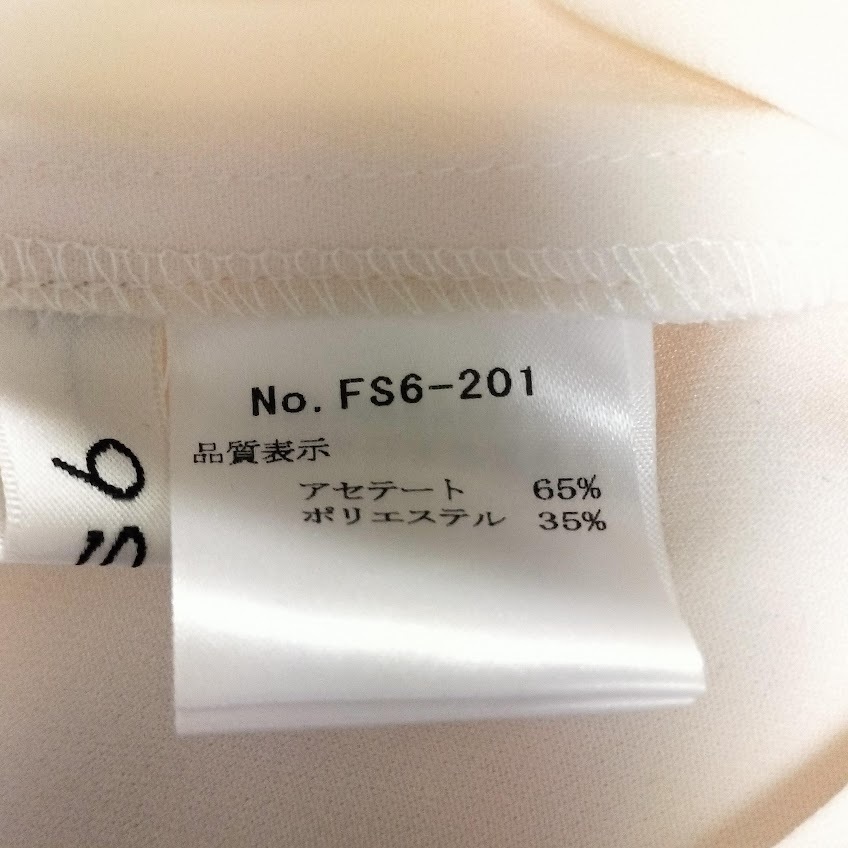 No. FS6-201
品質表示
アセテート 65%
ポリエステル 35%